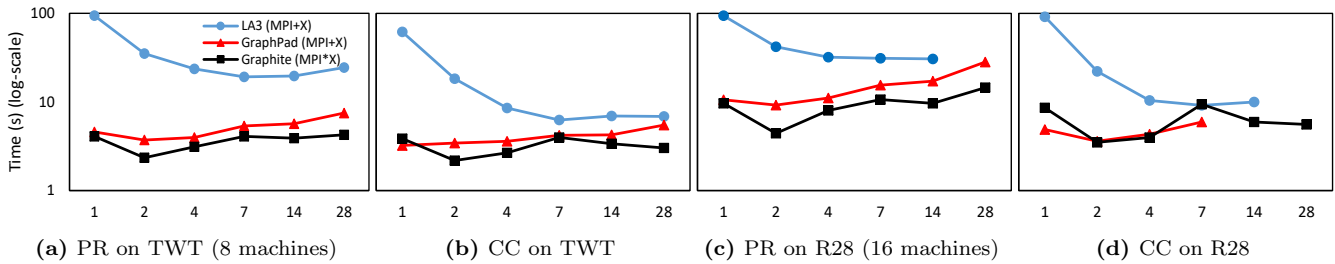 Time (s) (log-scale)
100
10
1
LA3 (MPI+X)
GraphPad (MPI+X)
Graphite (MPI*X)
1 2 4 7 14 28
1 2 4 7 14 28
1 2 4 7 14 28
1 2 4 7 14 28
(a) PR on TWT (8 machines)
(b) CC on TWT
(c) PR on R28 (16 machines)
(d) CC on R28